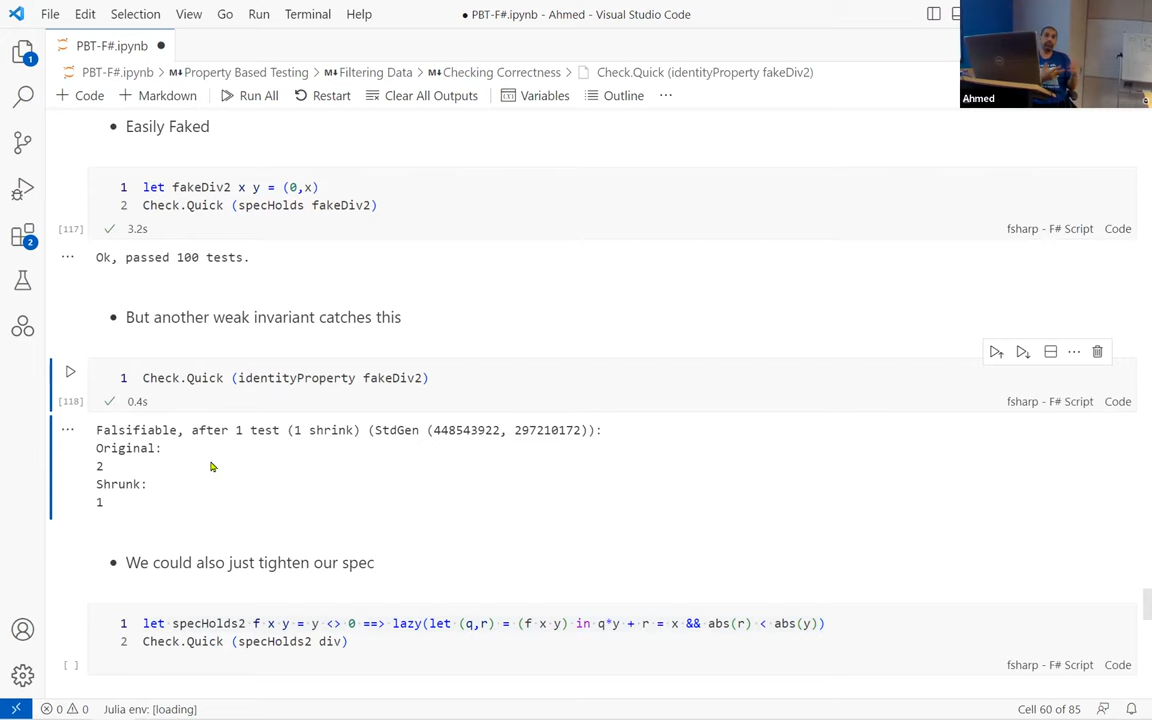 File Edit Selection View Go Run Terminal Help
● PBT-F#.ipynb - Ahmed - Visual Studio Code
PBT-F#.ipynb ●
PBT-F#.ipynb > M↓Property Based Testing > M↓Filtering Data > M↓Checking Correctness > Check.Quick (identityProperty fakeDiv2)
+ Code + Markdown Run All Restart Clear All Outputs Variables Outline ...
Ahmed
1
2
• Easily Faked
1 let fakeDiv2 x y = (0,x)
2 Check.Quick (specHolds fakeDiv2)
[117] ✓ 3.2s fsharp - F# Script Code
... Ok, passed 100 tests.
• But another weak invariant catches this
1 Check.Quick (identityProperty fakeDiv2)
[118] ✓ 0.4s fsharp - F# Script Code
... Falsifiable, after 1 test (1 shrink) (StdGen (448543922, 297210172)):
Original:
2
Shrunk:
1
• We could also just tighten our spec
1 let specHolds2 f x y = y <> 0 ==> lazy(let (q,r) = (f x y) in q*y + r = x && abs(r) < abs(y))
2 Check.Quick (specHolds2 div)
[ ] fsharp - F# Script Code
0 0 Julia env: [loading] Cell 60 of 85